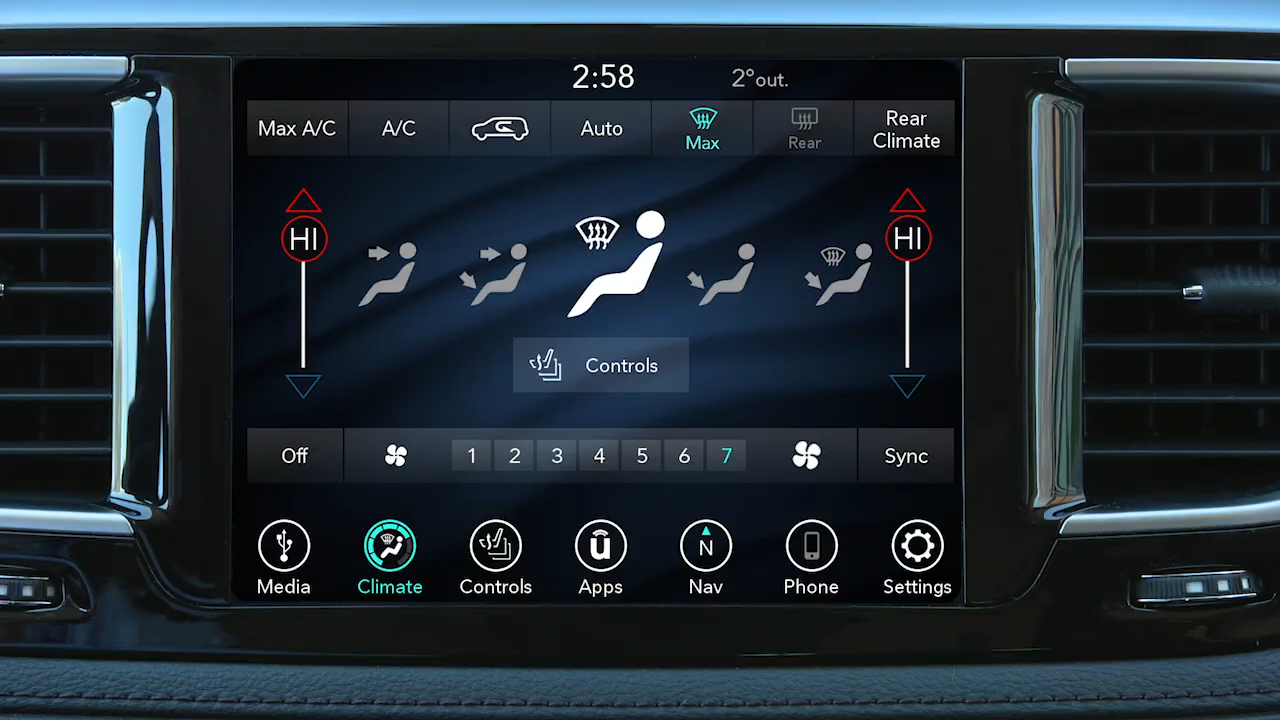 2:58 2°out.
Max A/C A/C Auto Max Rear Rear
Climate
HI HI
Controls
Off 1 2 3 4 5 6 7 Sync
u N
Media Climate Controls Apps Nav Phone Settings